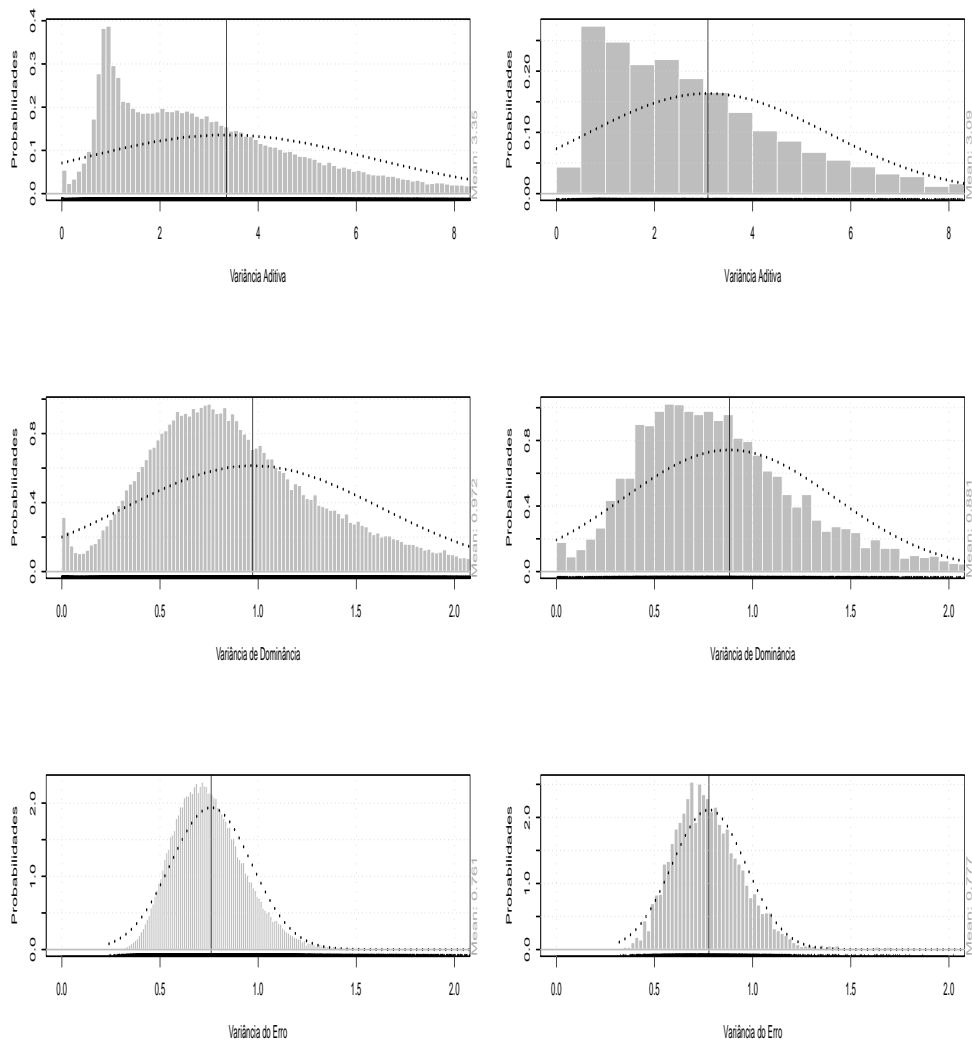 Probabilidades
0.0 0.1 0.2 0.3 0.4
0 2 4 6 8
Variância Aditiva
Mean: 3.35
Probabilidades
0.00 0.10 0.20
0 2 4 6 8
Variância Aditiva
Mean: 3.09
Probabilidades
0.0 0.4 0.8
0.0 0.5 1.0 1.5 2.0
Variância de Dominância
Mean: 0.972
Probabilidades
0.0 0.4 0.8
0.0 0.5 1.0 1.5 2.0
Variância de Dominância
Mean: 0.881
Probabilidades
0.0 1.0 2.0
0.0 0.5 1.0 1.5 2.0
Variância do Erro
Mean: 0.761
Probabilidades
0.0 1.0 2.0
0.0 0.5 1.0 1.5 2.0
Variância do Erro
Mean: 0.777